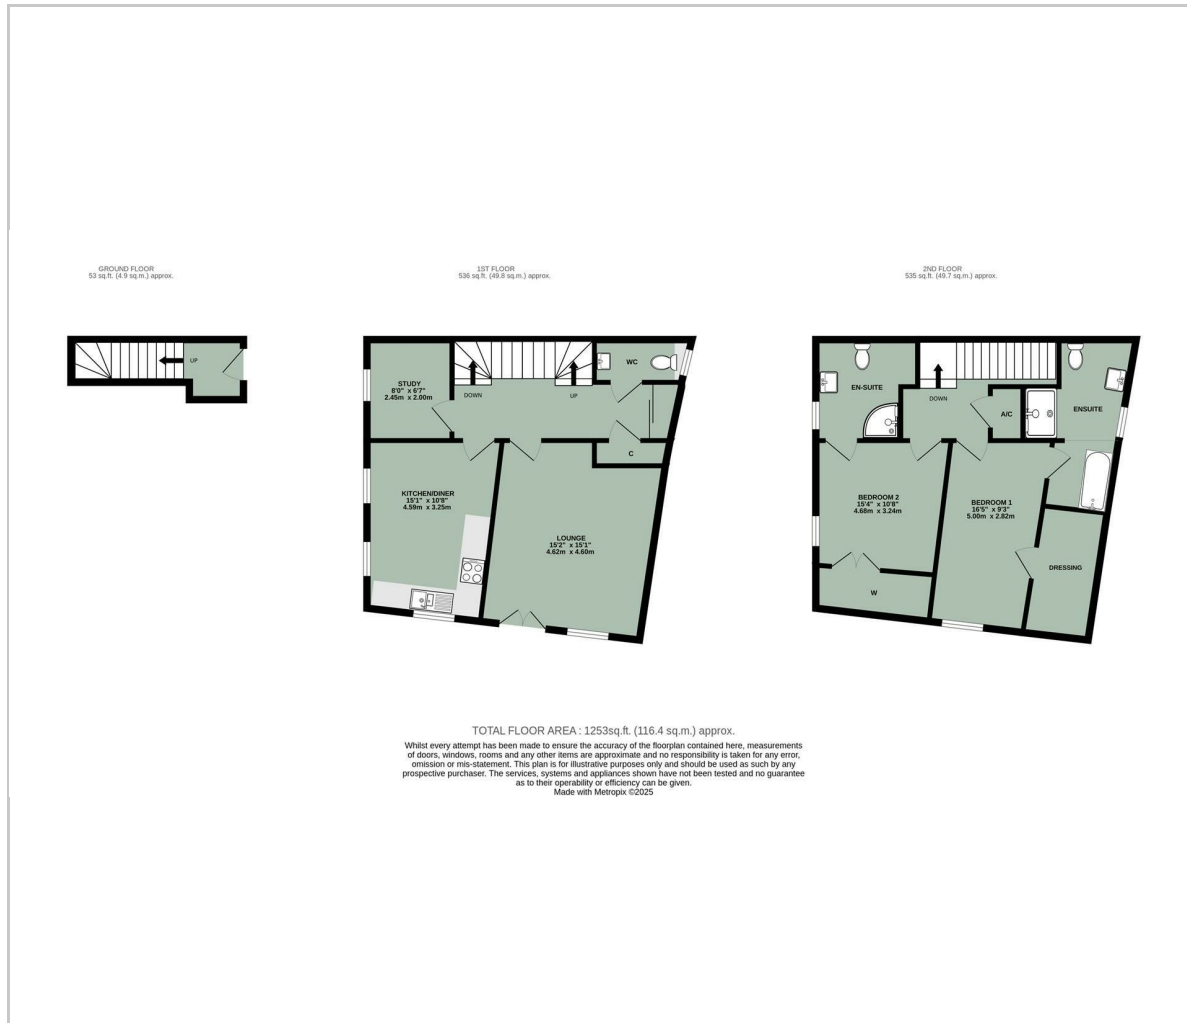 GROUND FLOOR
53 sq.ft. (4.9 sq.m.) approx.
UP
1ST FLOOR
536 sq.ft. (49.8 sq.m.) approx.
WC
STUDY
8'0" x 6'7"
2.45m x 2.00m
DOWN
UP
C
KITCHEN/DINER
15'1" x 10'8"
4.59m x 3.25m
LOUNGE
15'2" x 15'1"
4.62m x 4.60m
2ND FLOOR
535 sq.ft. (49.7 sq.m.) approx.
EN-SUITE
DOWN
A/C
ENSUITE
BEDROOM 2
15'4" x 10'8"
4.68m x 3.24m
BEDROOM 1
16'5" x 9'3"
5.00m x 2.82m
DRESSING
W
TOTAL FLOOR AREA : 1253sq.ft. (116.4 sq.m.) approx.
Whilst every attempt has been made to ensure the accuracy of the floorplan contained here, measurements
of doors, windows, rooms and any other items are approximate and no responsibility is taken for any error,
omission or mis-statement. This plan is for illustrative purposes only and should be used as such by any
prospective purchaser. The services, systems and appliances shown have not been tested and no guarantee
as to their operability or efficiency can be given.
Made with Metropix ©2025